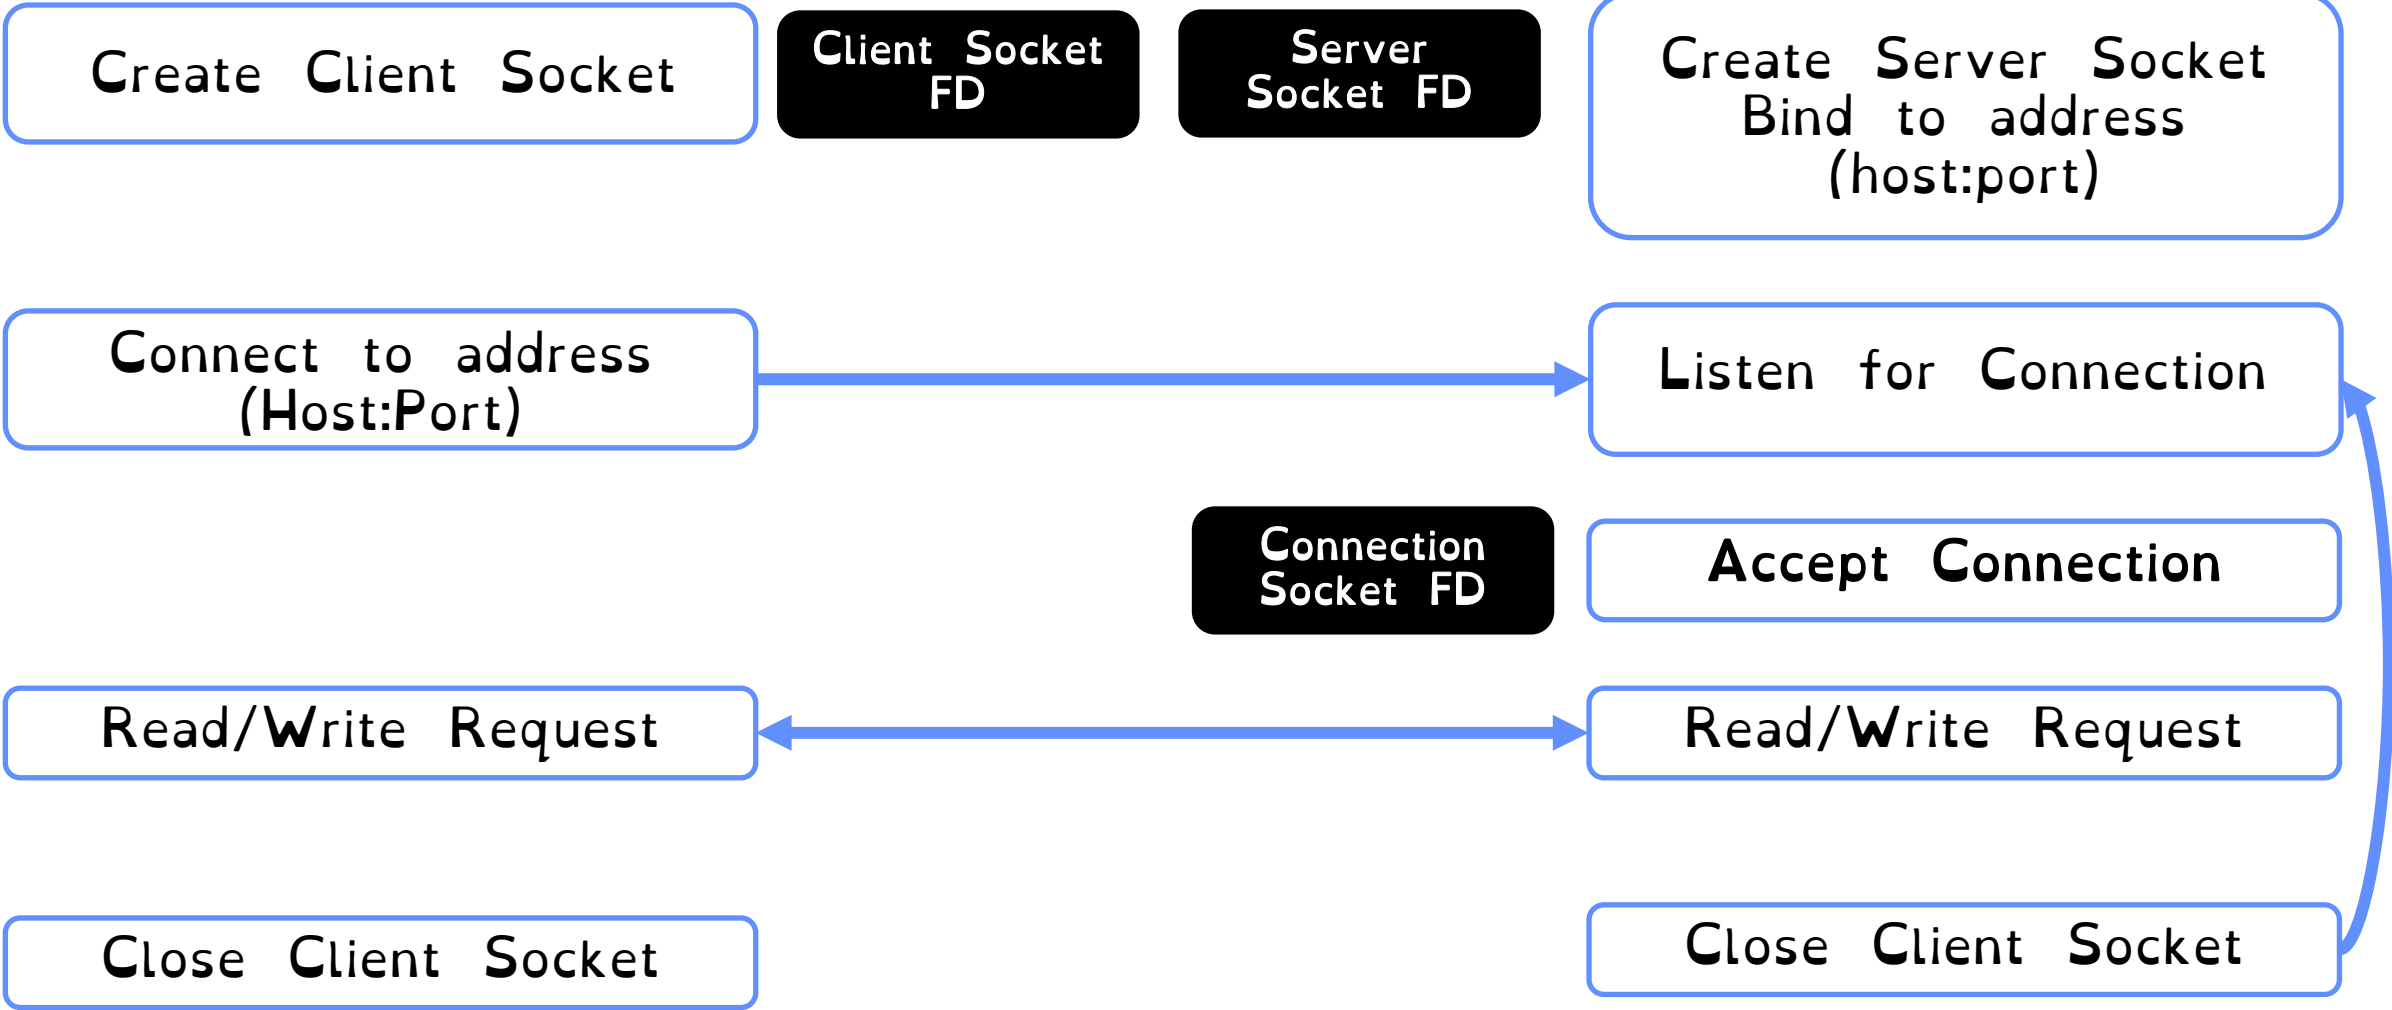 Create Client Socket
Client Socket
FD
Server
Socket FD
Create Server Socket
Bind to address
(host:port)
Connect to address
(Host:Port)
Listen for Connection
Connection
Socket FD
Accept Connection
Read/Write Request
Read/Write Request
Close Client Socket
Close Client Socket